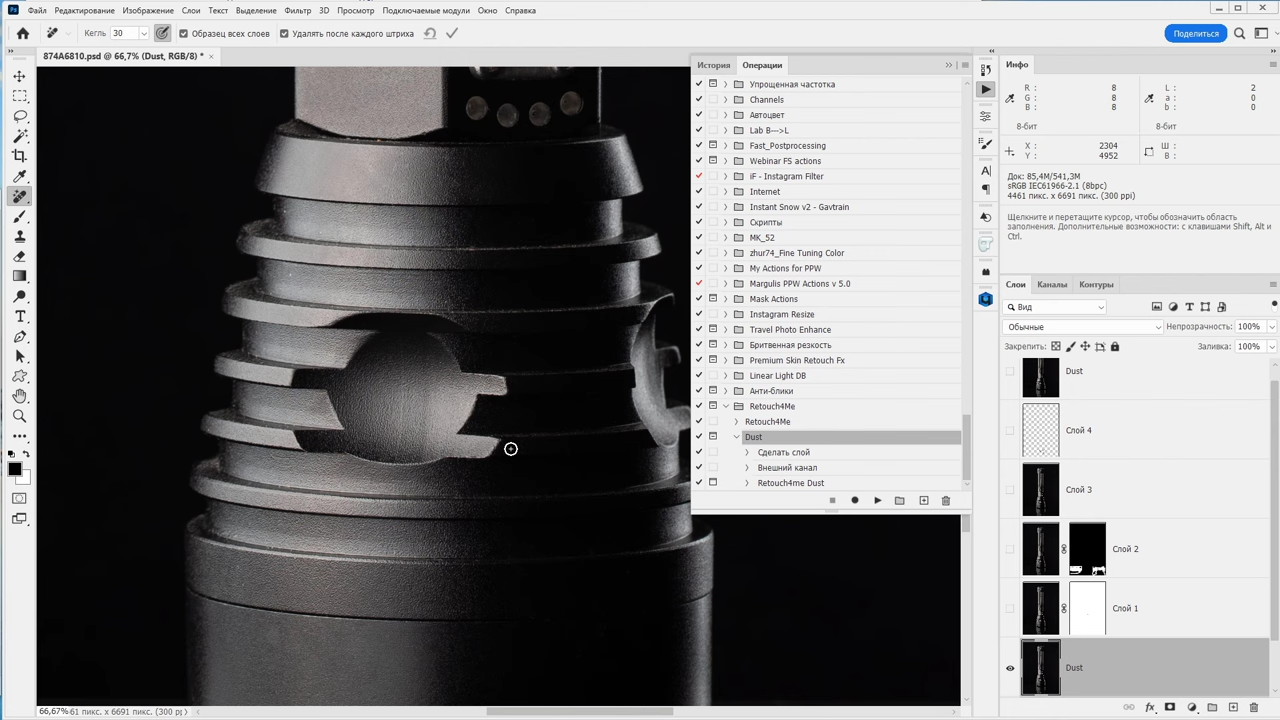 Файл Редактирование Изображение Слои Текст Выделение Фильтр 3D Просмотр Подключаемые модули Окно Справка
Кегль 30 Образец всех слоев Удалять после каждого штриха Поделиться
874A6810.psd @ 66,7% (Dust, RGB/8) * ×
История Операции
Упрощенная частотка
Channels
Автоцвет
Lab B--->L
Fast_Postprocessing
Webinar FS actions
iF - Instagram Filter
Internet
Instant Snow v2 - Gavtrain
Скрипты
MK_52
zhur74_Fine Tuning Color
My Actions for PPW
Margulis PPW Actions v 5.0
Mask Actions
Instagram Resize
Travel Photo Enhance
Бритвенная резкость
Premium Skin Retouch Fx
Linear Light DB
Анти-блики
Retouch4Me
Retouch4Me
Dust
Сделать слой
Внешний канал
Retouch4me Dust
Инфо
R: 8 L: 2
G: 8 a: 0
B: 8 b: 0
8-бит 8-бит
X: 2304 Ш:
Y: 4952 В:
Док: 85,4M/541,3M
sRGB IEC61966-2.1 (8bpc)
4461 пикс. x 6691 пикс. (300 ppi)
Щелкните и перетащите курсор, чтобы обозначить область
заполнения. Дополнительные возможности: с клавишами Shift, Alt и
Ctrl.
Слои Каналы Контуры
Вид
Обычные Непрозрачность: 100%
Закрепить: Заливка: 100%
Dust
Слой 4
Слой 3
Слой 2
Слой 1
Dust
66,67% 61 пикс. x 6691 пикс. (300 ppi)